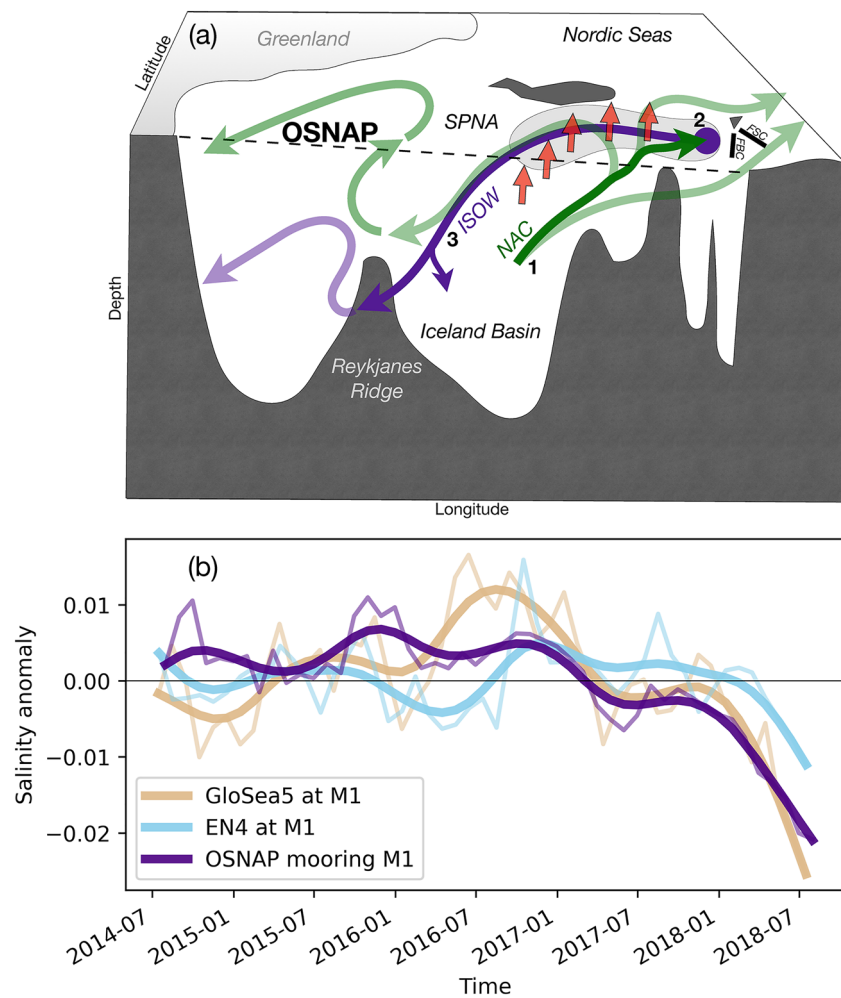 (a)
Greenland
Nordic Seas
Latitude
OSNAP
SPNA
2
FSC
FBC
ISOW
3
NAC
1
Depth
Iceland Basin
Reykjanes
Ridge
Longitude
(b)
Salinity anomaly
0.01
0.00
−0.01
−0.02
GloSea5 at M1
EN4 at M1
OSNAP mooring M1
2014-07
2015-01
2015-07
2016-01
2016-07
2017-01
2017-07
2018-01
2018-07
Time